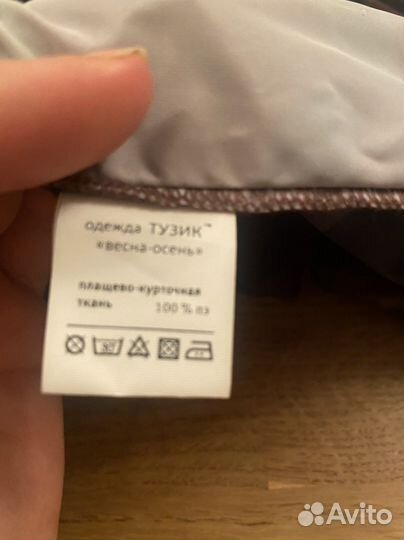 одежда ТУЗИК™
«весна-осень»
плащево-курточная
ткань 100 % пэ
30
Avito